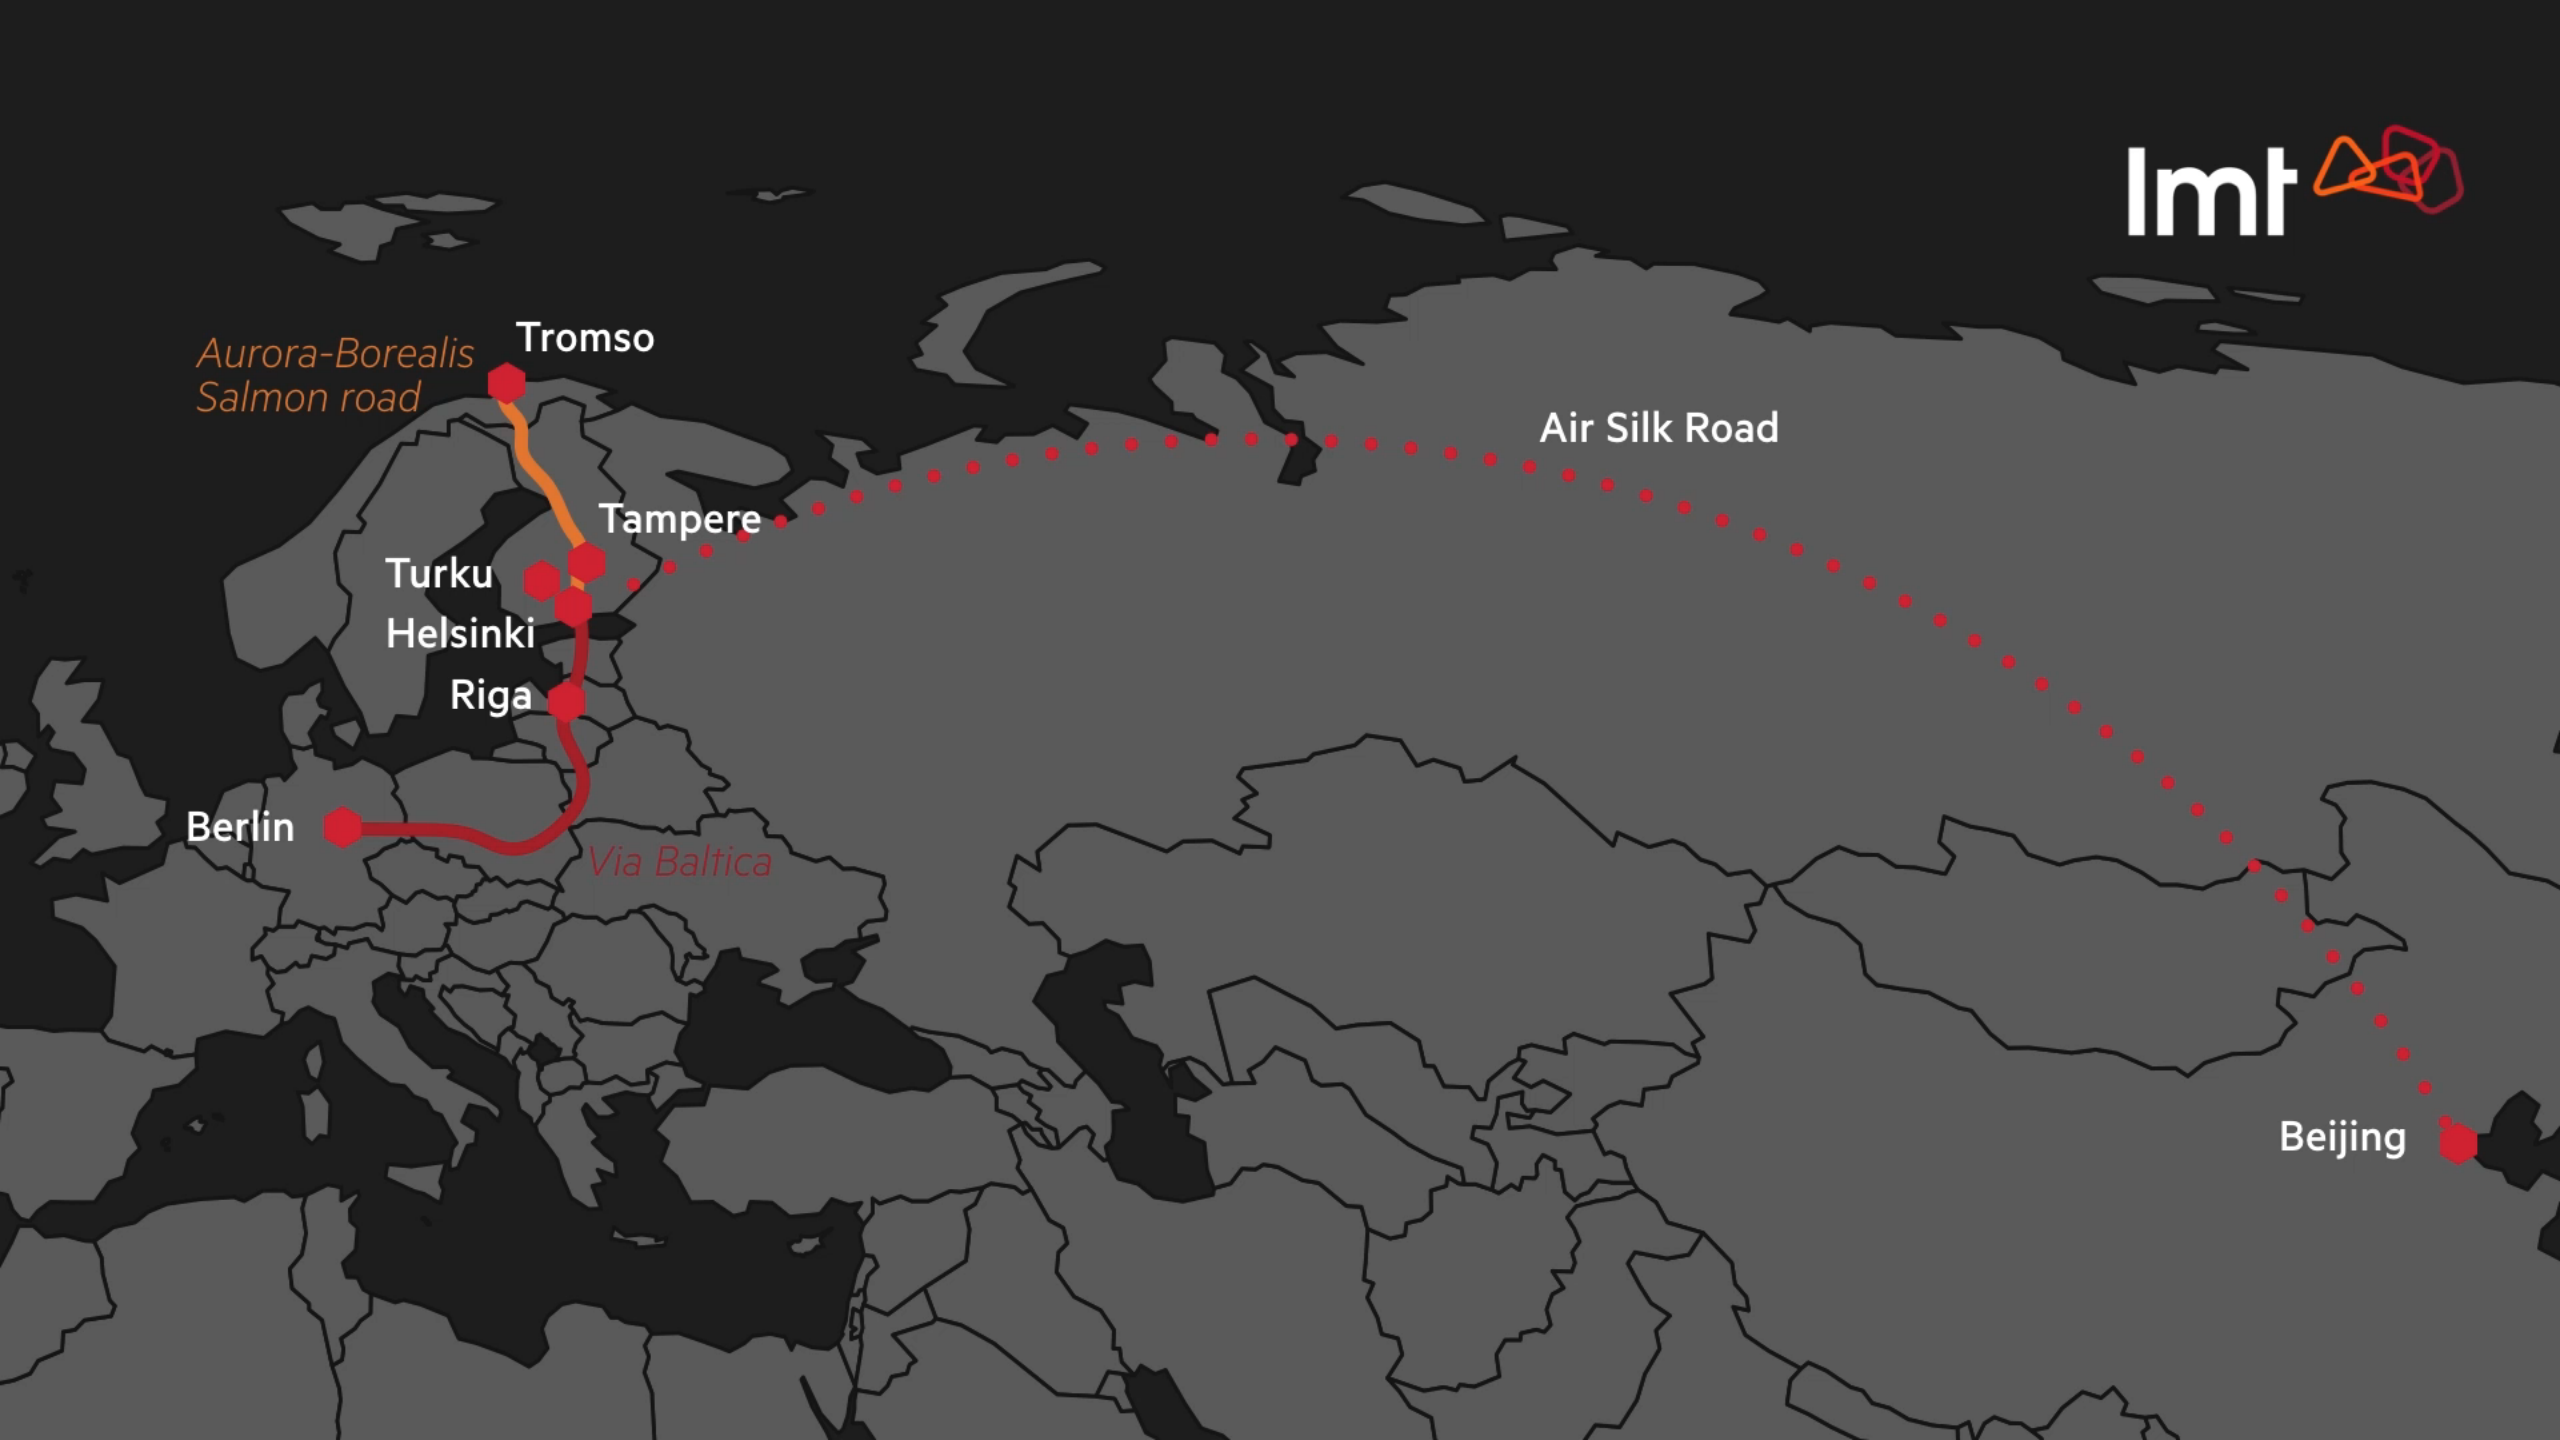 lmt
Tromso
Aurora-Borealis
Salmon road
Air Silk Road
Tampere
Turku
Helsinki
Riga
Berlin
Via Baltica
Beijing